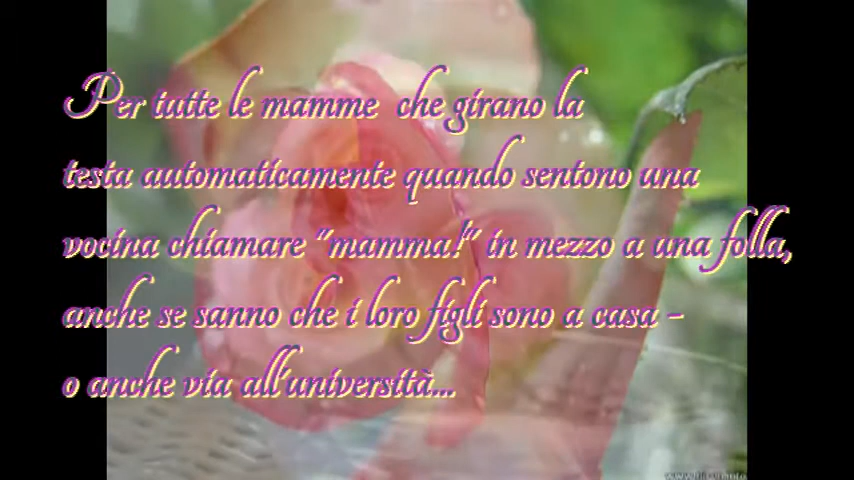 Per tutte le mamme che girano la
testa automaticamente quando sentono una
vocina chiamare "mamma!" in mezzo a una folla,
anche se sanno che i loro figli sono a casa -
o anche via all'università...